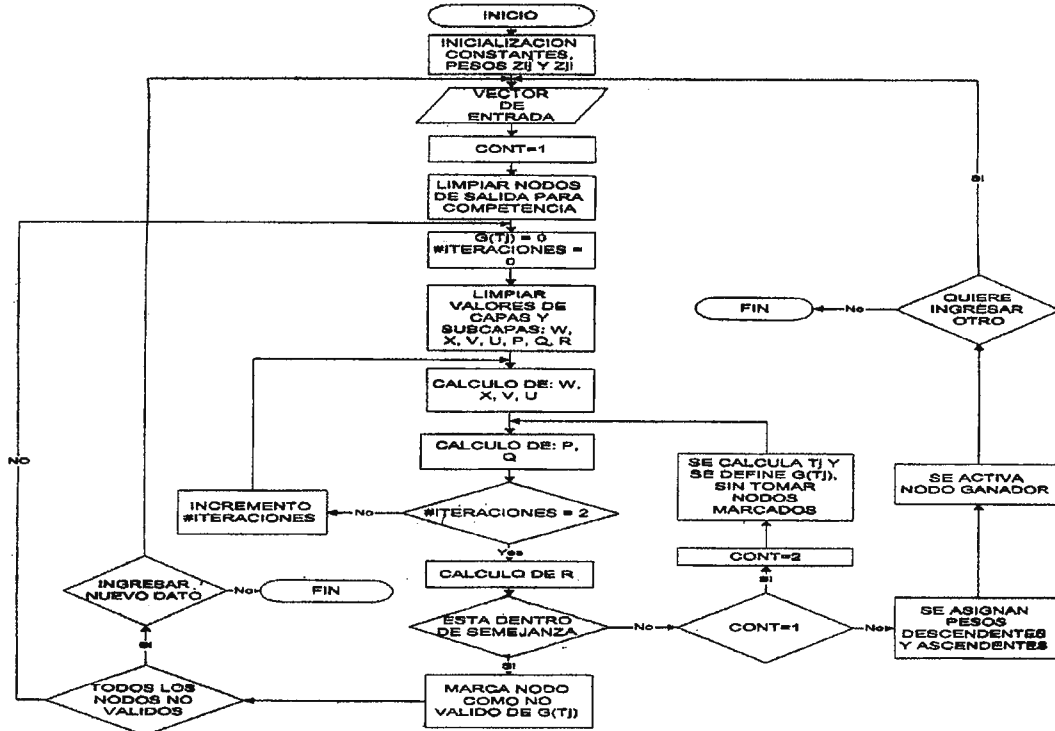 INICIO
INICIALIZACION
CONSTANTES,
PESOS Zij Y Zji
VECTOR
DE
ENTRADA
CONT=1
LIMPIAR NODOS
DE SALIDA PARA
COMPETENCIA
G(Tj) = 0
#ITERACIONES =
0
LIMPIAR
VALORES DE
CAPAS Y
SUBCAPAS: W,
X, V, U, P, Q, R
CALCULO DE: W,
X, V, U
CALCULO DE: P,
Q
#ITERACIONES = 2
No
INCREMENTO
#ITERACIONES
Yes
CALCULO DE R
ESTA DENTRO
DE SEMEJANZA
No
CONT=1
SI
CONT=2
SE CALCULA Tj Y
SE DEFINE G(Tj),
SIN TOMAR
NODOS
MARCADOS
No
SE ASIGNAN
PESOS
DESCENDENTES
Y ASCENDENTES
SE ACTIVA
NODO GANADOR
QUIERE
INGRESAR
OTRO
No
FIN
SI
SI
MARCA NODO
COMO NO
VALIDO DE G(Tj)
TODOS LOS
NODOS NO
VALIDOS
NO
SI
INGRESAR
NUEVO DATO
No
FIN